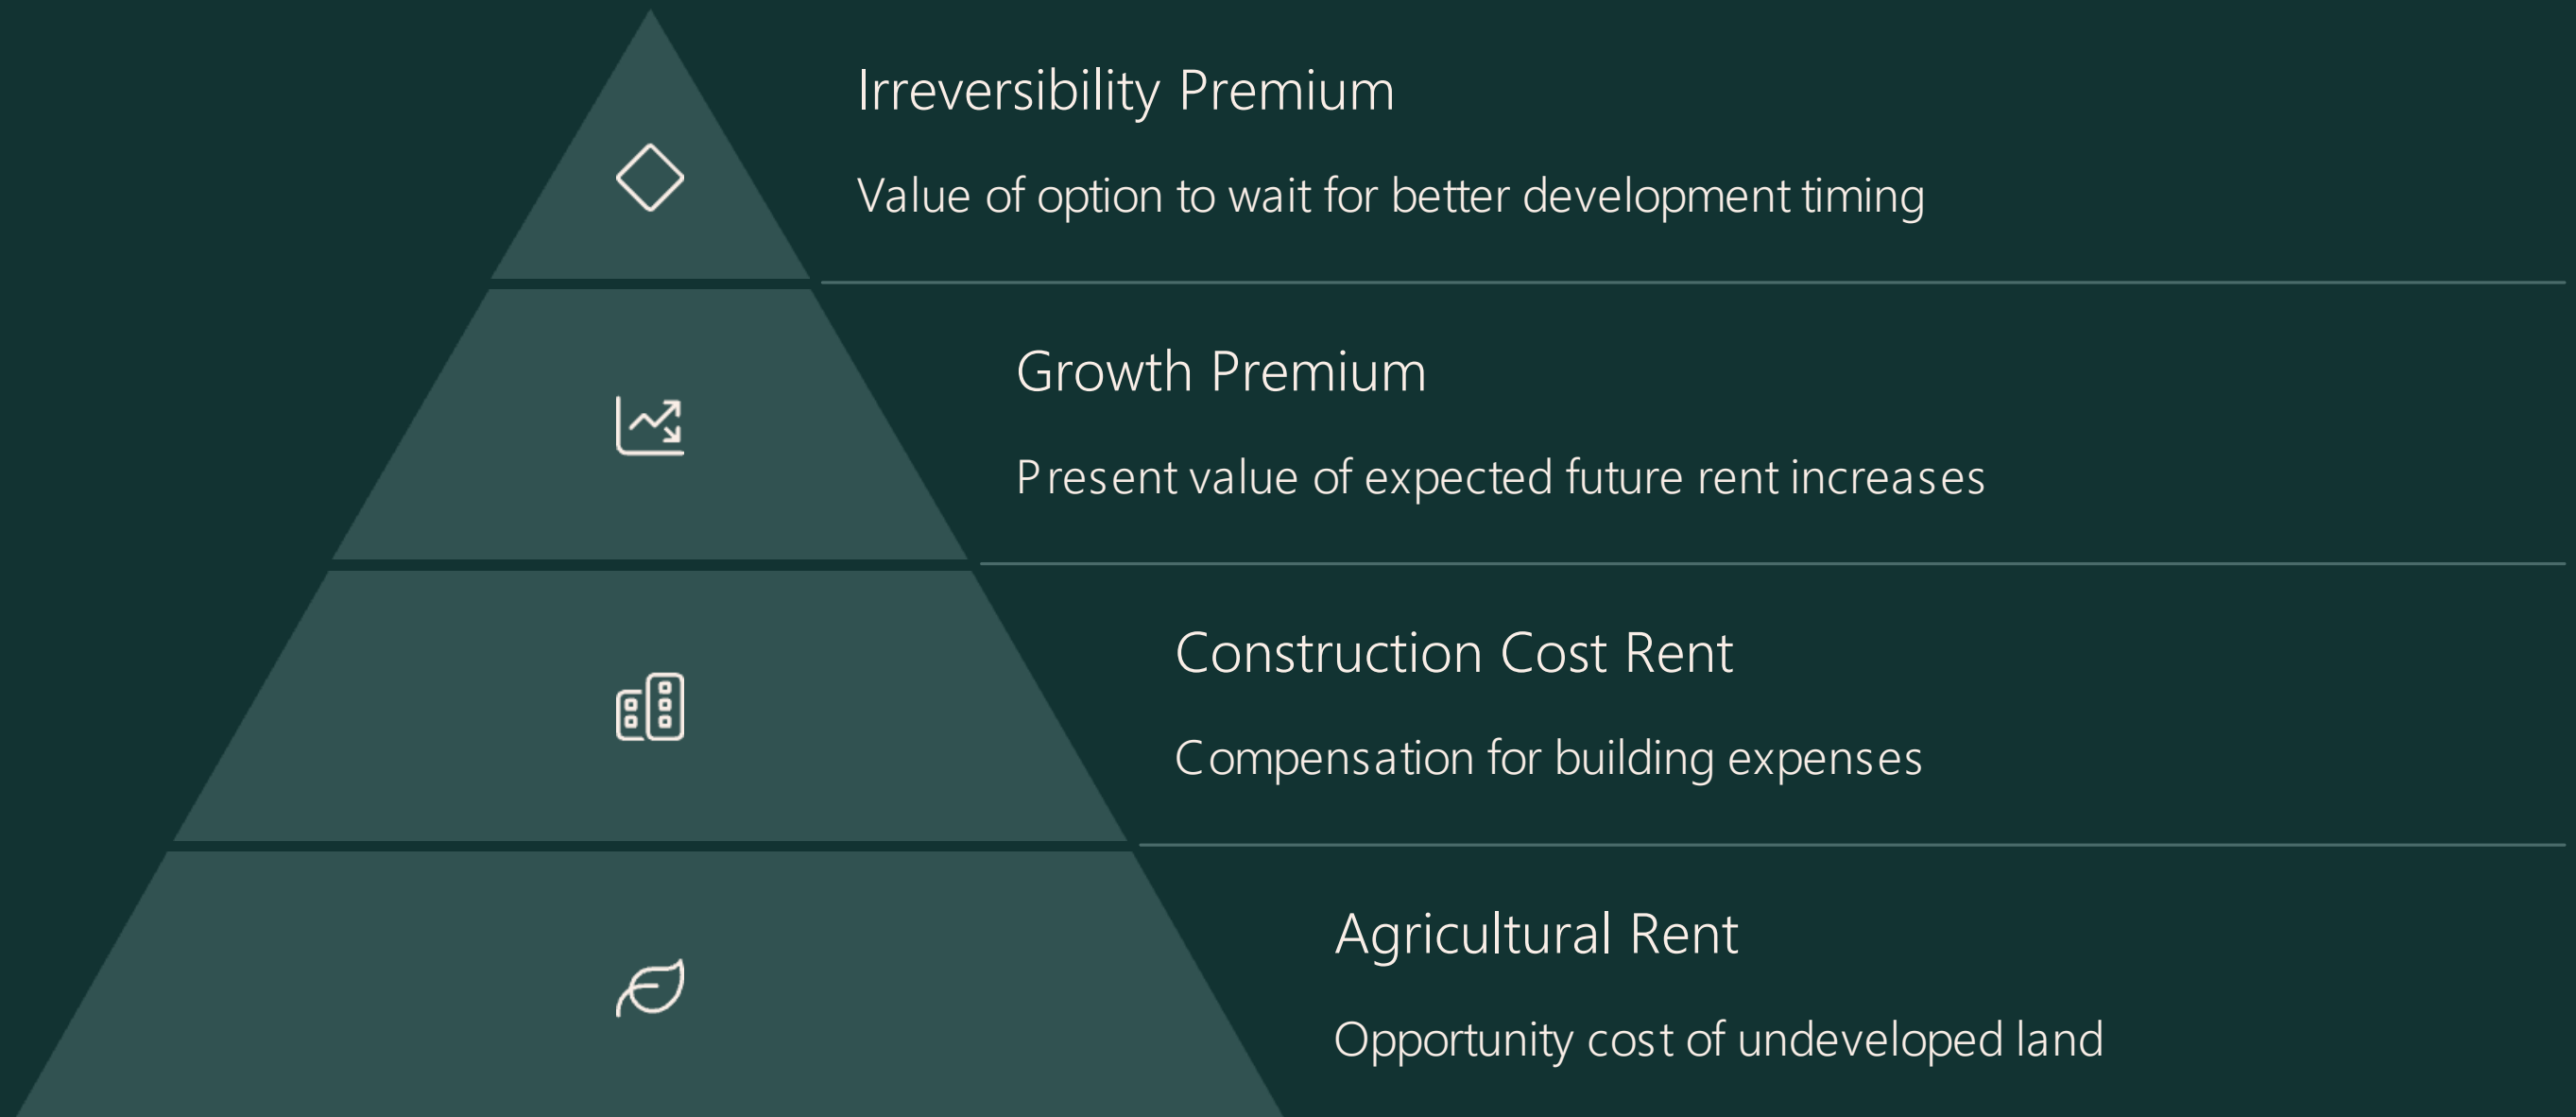 Irreversibility Premium
Value of option to wait for better development timing
Growth Premium
Present value of expected future rent increases
Construction Cost Rent
Compensation for building expenses
Agricultural Rent
Opportunity cost of undeveloped land